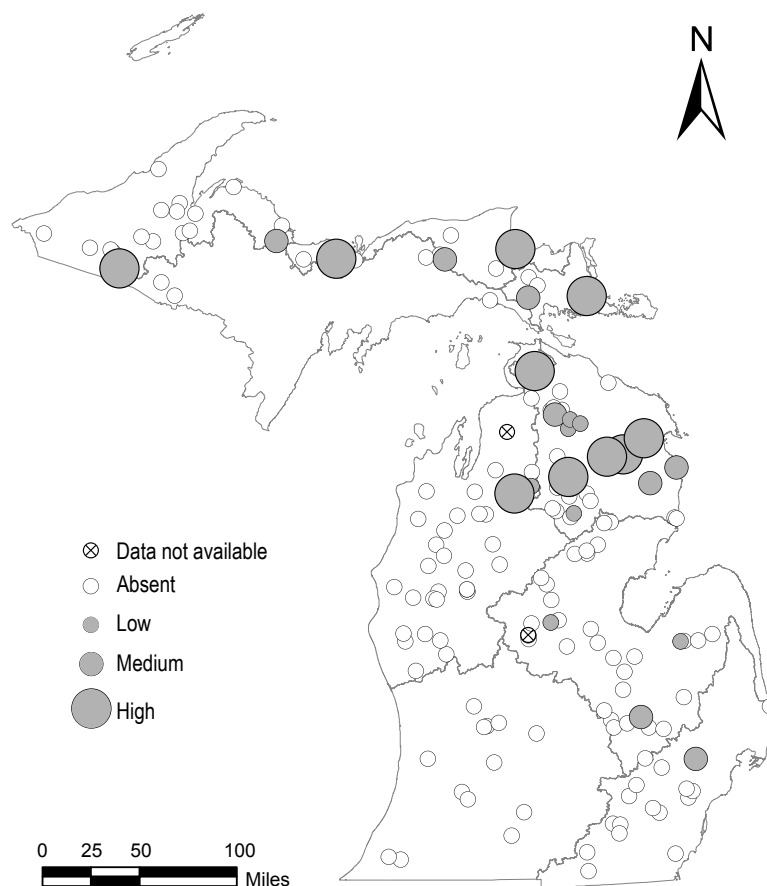 N
Data not available
Absent
Low
Medium
High
0 25 50 100
Miles